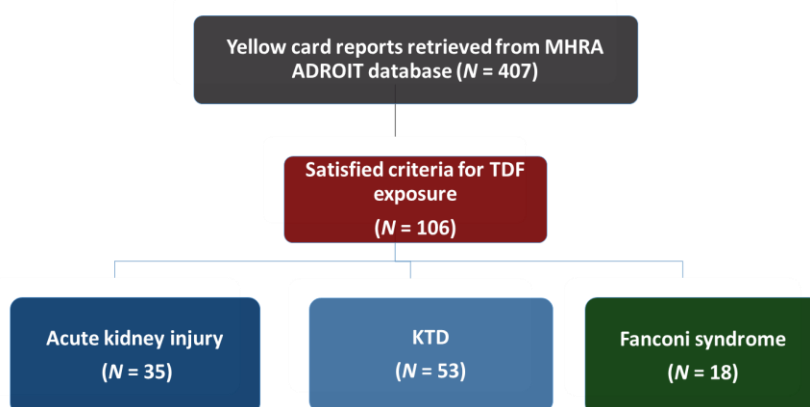 Yellow card reports retrieved from MHRA
ADROIT database (N = 407)
Satisfied criteria for TDF
exposure
(N = 106)
Acute kidney injury
(N = 35)
KTD
(N = 53)
Fanconi syndrome
(N = 18)